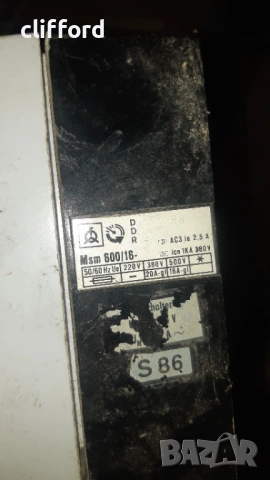 clifford
D
D
R
AC3 Ie 2,5 A
Msm 600/16-
Icn 1KA 380V
50/60 Hz Ue 220V 380V 500V *
— 20A-gl 16A-gl
V
A~
S 86
BAZAR